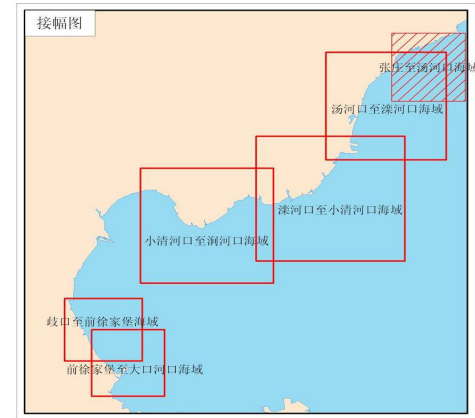 接幅图
张庄至汤河口海域
汤河口至滦河口海域
滦河口至小清河口海域
小清河口至涧河口海域
歧口至前徐家堡海域
前徐家堡至大口河口海域